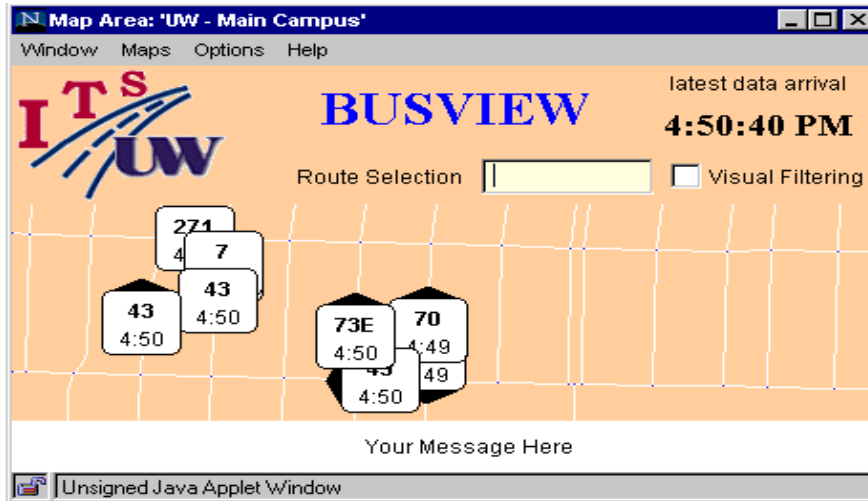 Map Area: 'UW - Main Campus'
Window Maps Options Help
ITS UW
BUSVIEW
latest data arrival
4:50:40 PM
Route Selection
Visual Filtering
271
7
43
4:50
43
4:50
73E
4:50
70
4:49
49
4:50
Your Message Here
Unsigned Java Applet Window